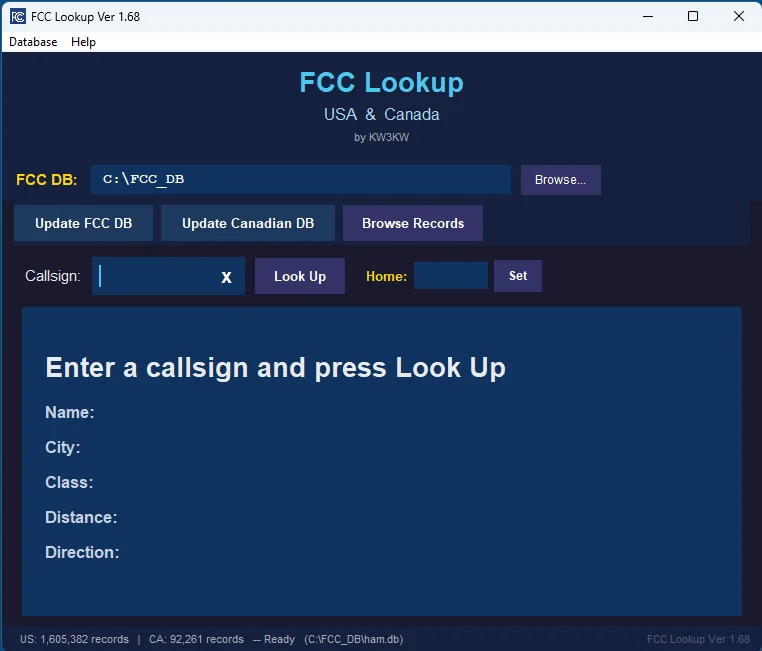 FCC FCC Lookup Ver 1.68
Database Help
FCC Lookup
USA & Canada
by KW3KW
FCC DB: C:\FCC_DB Browse...
Update FCC DB Update Canadian DB Browse Records
Callsign: X Look Up Home: Set
Enter a callsign and press Look Up
Name:
City:
Class:
Distance:
Direction:
US: 1,605,382 records | CA: 92,261 records -- Ready (C:\FCC_DB\ham.db) FCC Lookup Ver 1.68